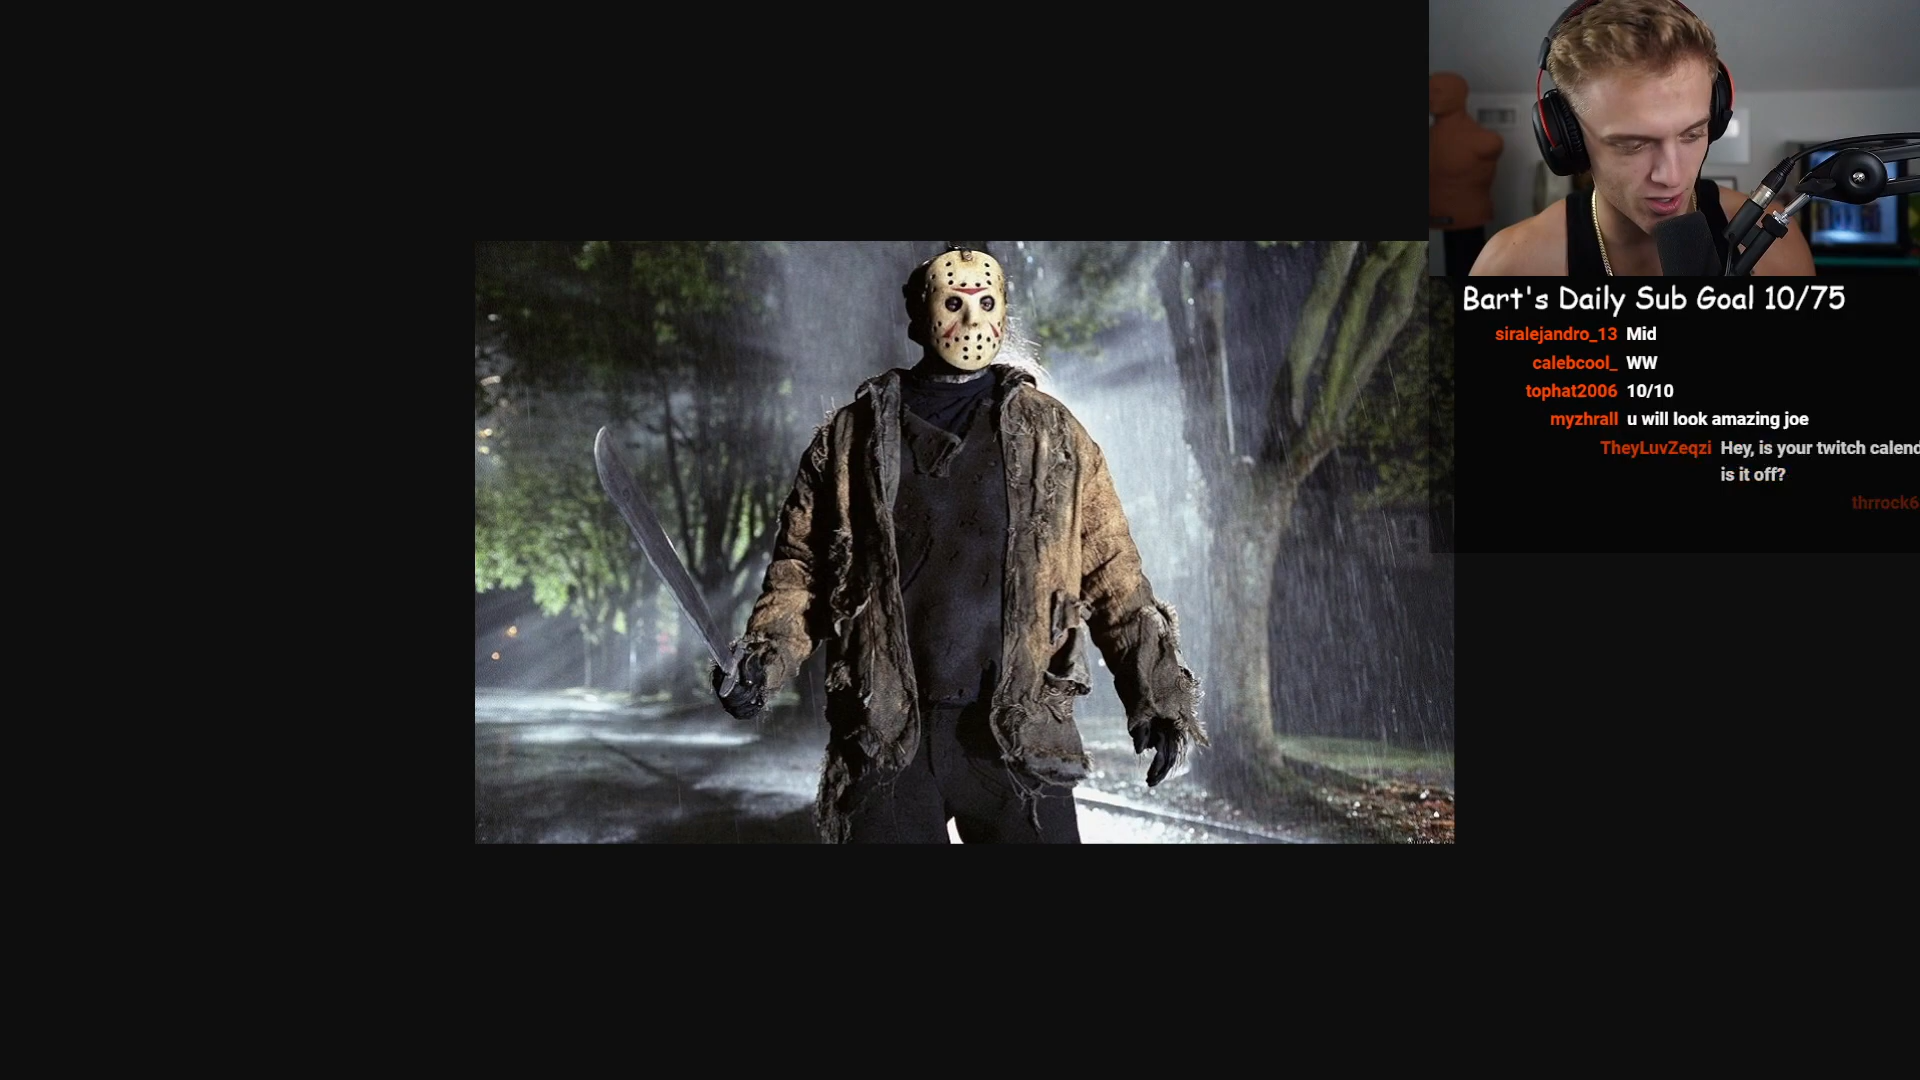 Bart's Daily Sub Goal 10/75
siralejandro_13 Mid
calebcool_ WW
tophat2006 10/10
myzhrall u will look amazing joe
TheyLuvZeqzi Hey, is your twitch calend
is it off?
thrrock6